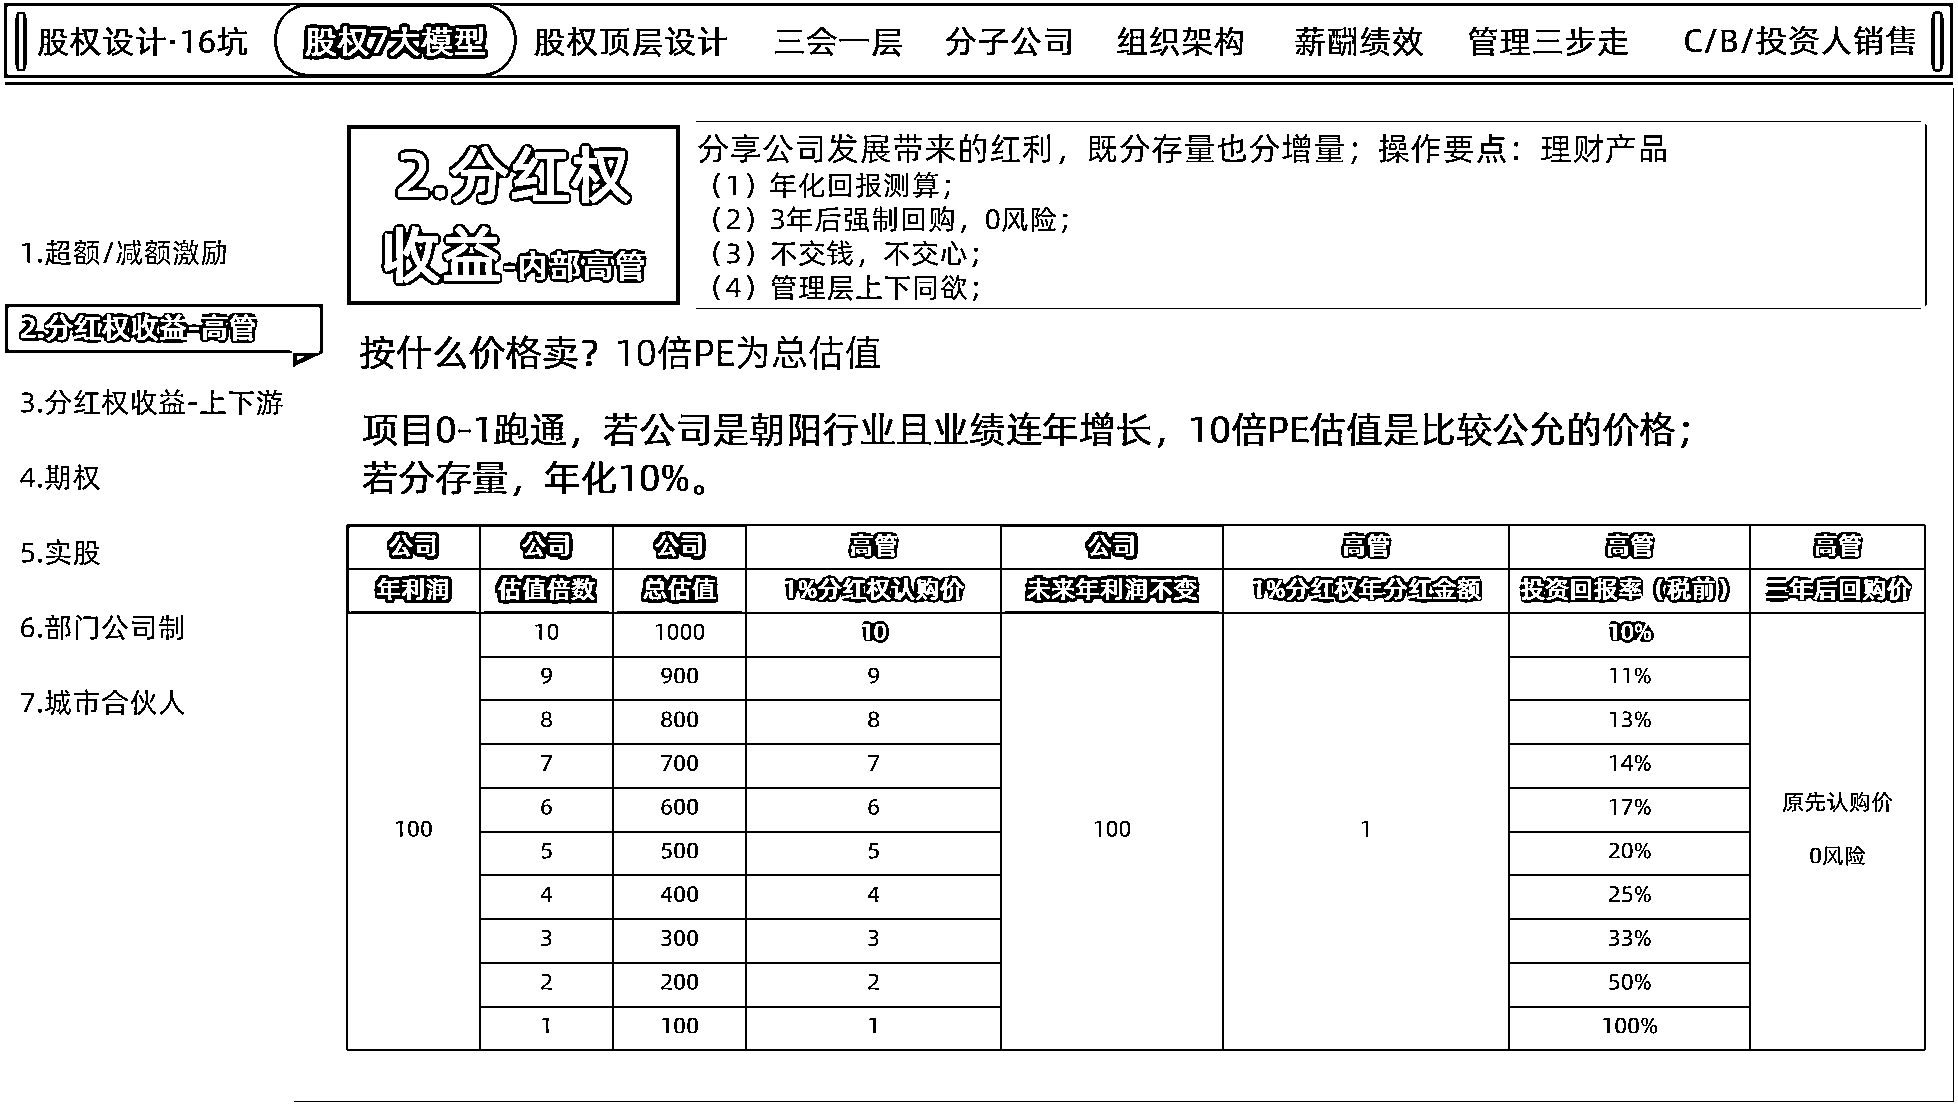 股权设计·16坑 股权7大模型 股权顶层设计 三会一层 分子公司 组织架构 薪酬绩效 管理三步走 C/B/投资人销售
1.超额/减额激励
2.分红权收益-高管
3.分红权收益-上下游
4.期权
5.实股
6.部门公司制
7.城市合伙人
2.分红权
收益-内部高管
分享公司发展带来的红利，既分存量也分增量；操作要点：理财产品
（1）年化回报测算；
（2）3年后强制回购，0风险；
（3）不交钱，不交心；
（4）管理层上下同欲；
按什么价格卖？10倍PE为总估值
项目0-1跑通，若公司是朝阳行业且业绩连年增长，10倍PE估值是比较公允的价格；
若分存量，年化10%。
公司 公司 公司 高管 公司 高管 高管 高管
年利润 估值倍数 总估值 1%分红权认购价 未来年利润不变 1%分红权年分红金额 投资回报率（税前） 三年后回购价
10 1000 10 10%
9 900 9 11%
8 800 8 13%
7 700 7 14%
6 600 6 17%
原先认购价
100 100 1
5 500 5 20%
0风险
4 400 4 25%
3 300 3 33%
2 200 2 50%
1 100 1 100%